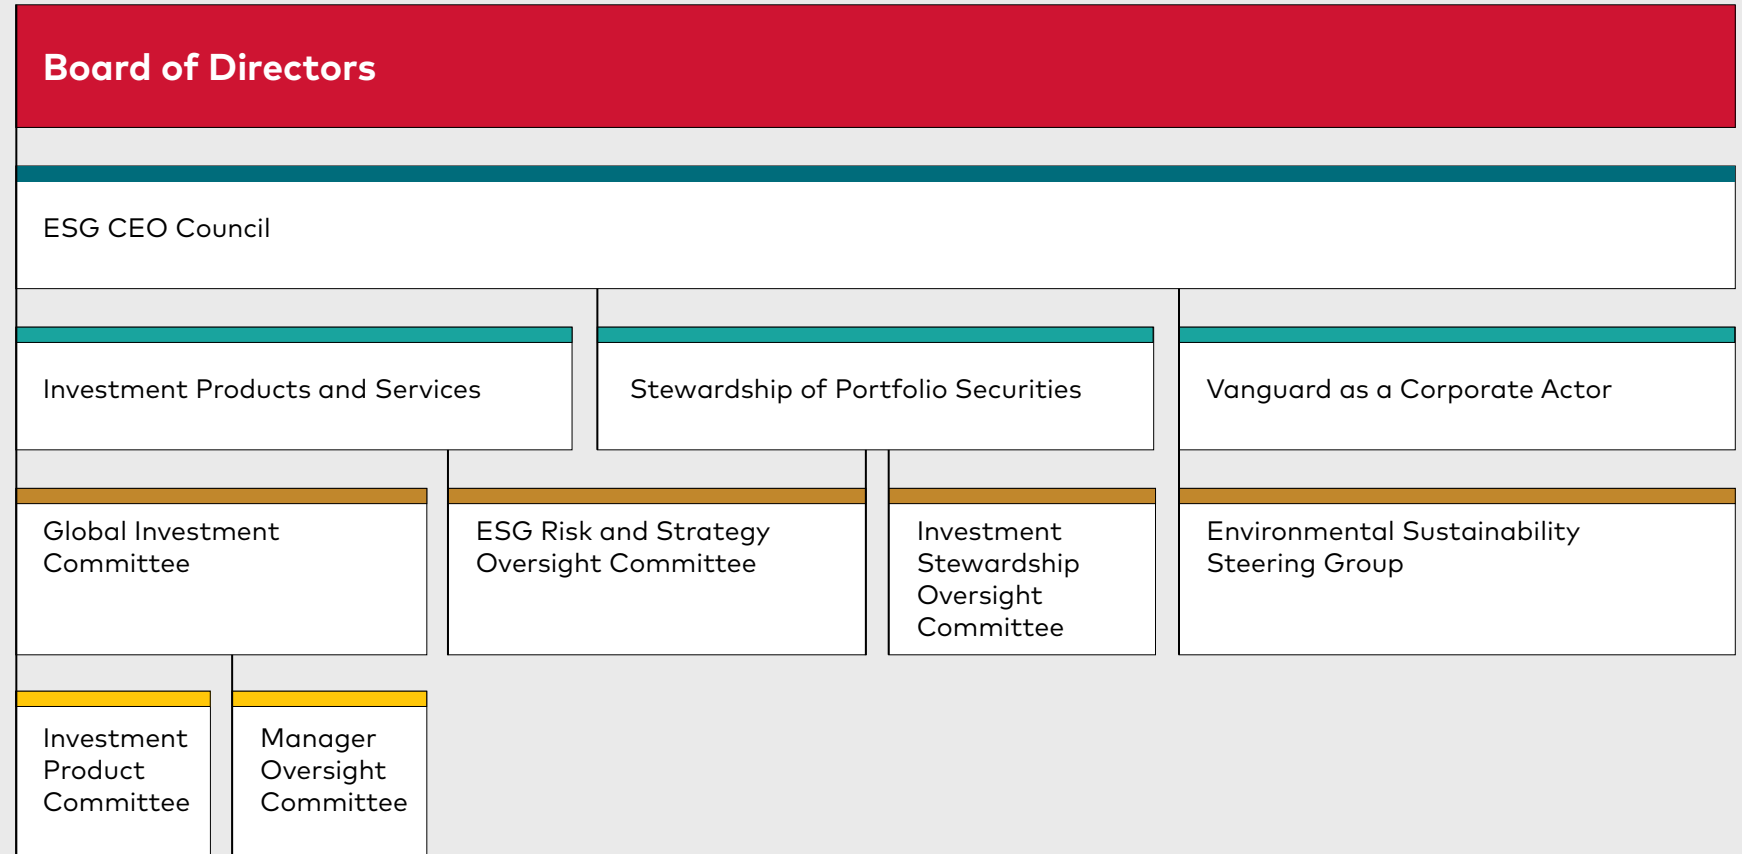 Board of Directors
ESG CEO Council
Investment Products and Services
Stewardship of Portfolio Securities
Vanguard as a Corporate Actor
Global Investment
Committee
ESG Risk and Strategy
Oversight Committee
Investment
Stewardship
Oversight
Committee
Environmental Sustainability
Steering Group
Investment
Product
Committee
Manager
Oversight
Committee